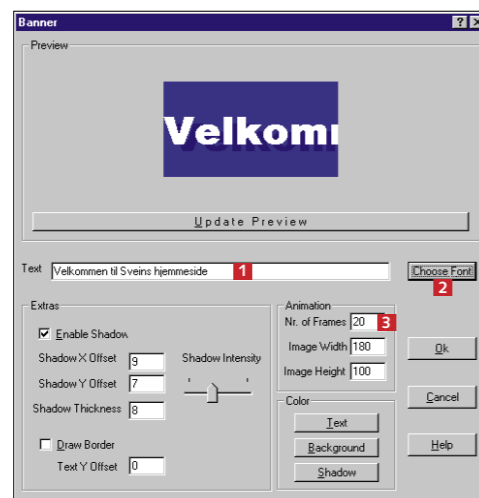 Banner
Preview
Velkomm
Update Preview
Text Velkommen til Sveins hjemmeside 1 Choose Font
2
Extras
Enable Shadow
Shadow X Offset 9
Shadow Y Offset 7
Shadow Thickness 8
Shadow Intensity
Draw Border
Text Y Offset 0
Animation
Nr. of Frames 20 3
Image Width 180
Image Height 100
Color
Text
Background
Shadow
Ok
Cancel
Help